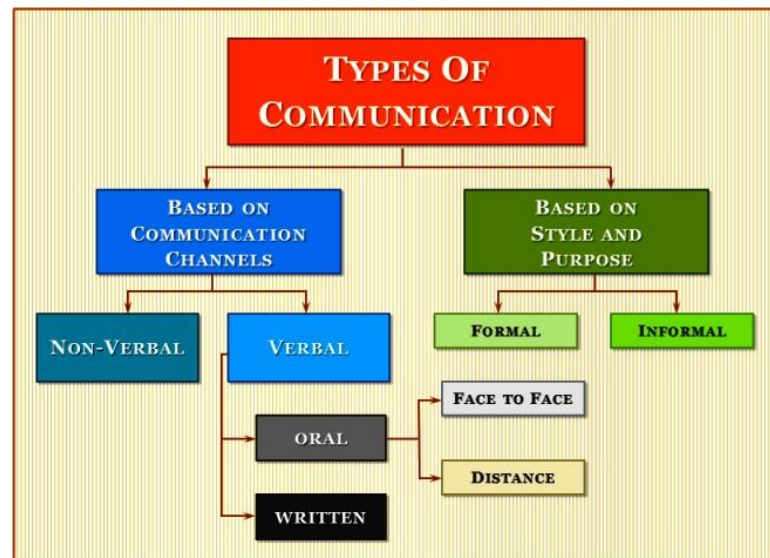 TYPES OF
COMMUNICATION
BASED ON
COMMUNICATION
CHANNELS
BASED ON
STYLE AND
PURPOSE
NON-VERBAL
VERBAL
FORMAL
INFORMAL
ORAL
FACE TO FACE
DISTANCE
WRITTEN